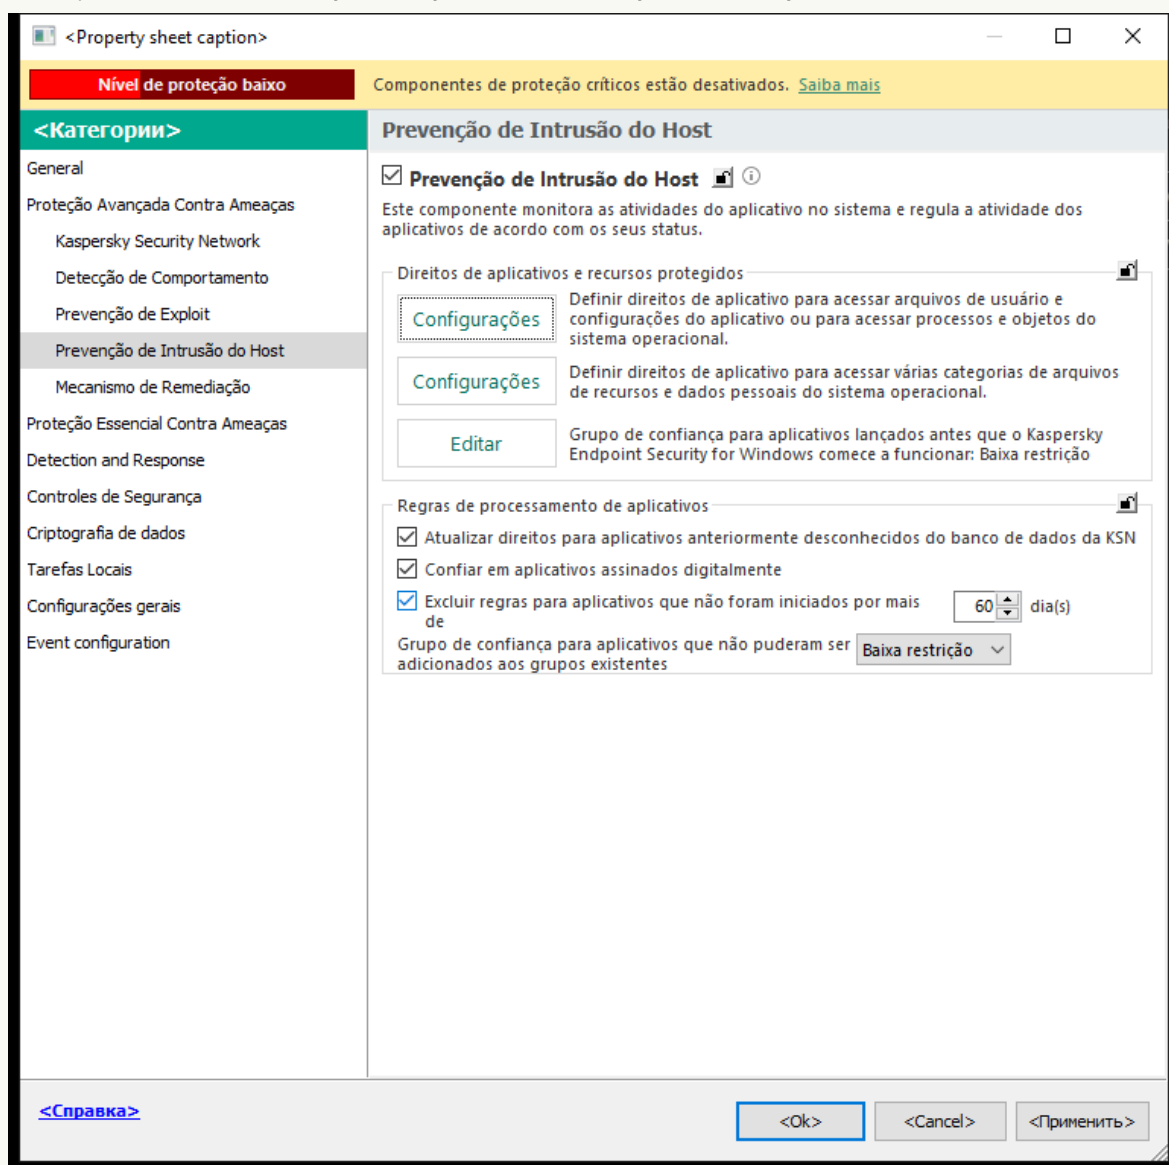 <Property sheet caption>
Nível de proteção baixo
Componentes de proteção críticos estão desativados. Saiba mais
<Категории>
General
Proteção Avançada Contra Ameaças
Kaspersky Security Network
Detecção de Comportamento
Prevenção de Exploit
Prevenção de Intrusão do Host
Mecanismo de Remediação
Proteção Essencial Contra Ameaças
Detection and Response
Controles de Segurança
Criptografia de dados
Tarefas Locais
Configurações gerais
Event configuration
Prevenção de Intrusão do Host
Prevenção de Intrusão do Host
Este componente monitora as atividades do aplicativo no sistema e regula a atividade dos
aplicativos de acordo com os seus status.
Direitos de aplicativos e recursos protegidos
Configurações
Definir direitos de aplicativo para acessar arquivos de usuário e
configurações do aplicativo ou para acessar processos e objetos do
sistema operacional.
Configurações
Definir direitos de aplicativo para acessar várias categorias de arquivos
de recursos e dados pessoais do sistema operacional.
Editar
Grupo de confiança para aplicativos lançados antes que o Kaspersky
Endpoint Security for Windows comece a funcionar: Baixa restrição
Regras de processamento de aplicativos
Atualizar direitos para aplicativos anteriormente desconhecidos do banco de dados da KSN
Confiar em aplicativos assinados digitalmente
Excluir regras para aplicativos que não foram iniciados por mais
de
60 dia(s)
Grupo de confiança para aplicativos que não puderam ser
adicionados aos grupos existentes
Baixa restrição
<Справка>
<Ok>
<Cancel>
<Применить>